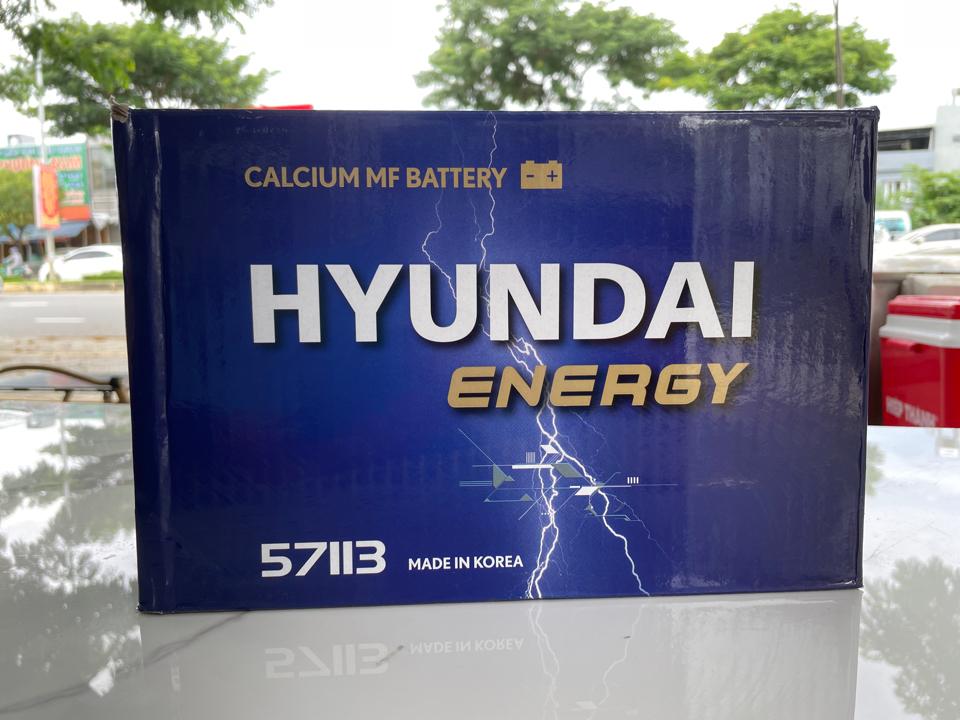 CALCIUM MF BATTERY
HYUNDAI
ENERGY
57113
MADE IN KOREA